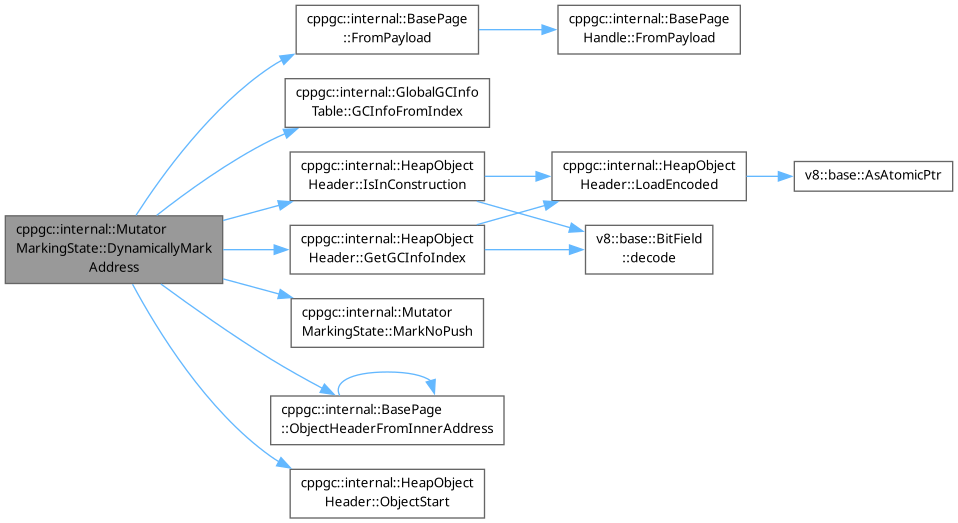 cppgc::internal::BasePage
::FromPayload
cppgc::internal::BasePage
Handle::FromPayload
cppgc::internal::GlobalGCInfo
Table::GCInfoFromIndex
cppgc::internal::HeapObject
Header::IsInConstruction
cppgc::internal::HeapObject
Header::LoadEncoded
v8::base::AsAtomicPtr
cppgc::internal::Mutator
MarkingState::DynamicallyMark
Address
cppgc::internal::HeapObject
Header::GetGCInfoIndex
v8::base::BitField
::decode
cppgc::internal::Mutator
MarkingState::MarkNoPush
cppgc::internal::BasePage
::ObjectHeaderFromInnerAddress
cppgc::internal::HeapObject
Header::ObjectStart